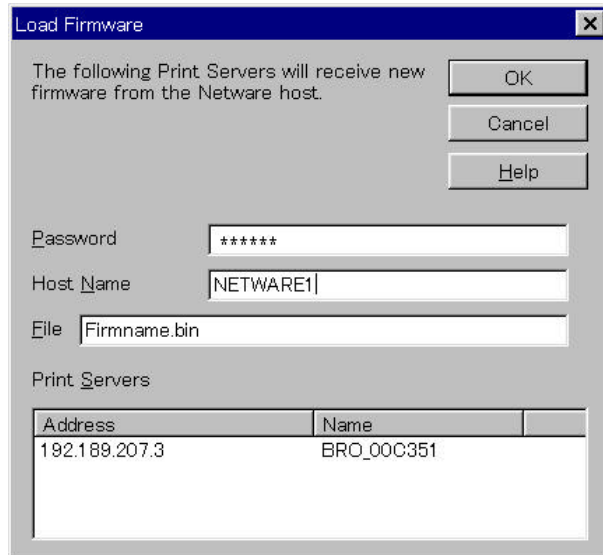 Load Firmware
The following Print Servers will receive new
firmware from the Netware host.
OK
Cancel
Help
Password ******
Host Name NETWARE1
File Firmname.bin
Print Servers
Address Name
192.189.207.3 BRO_00C351